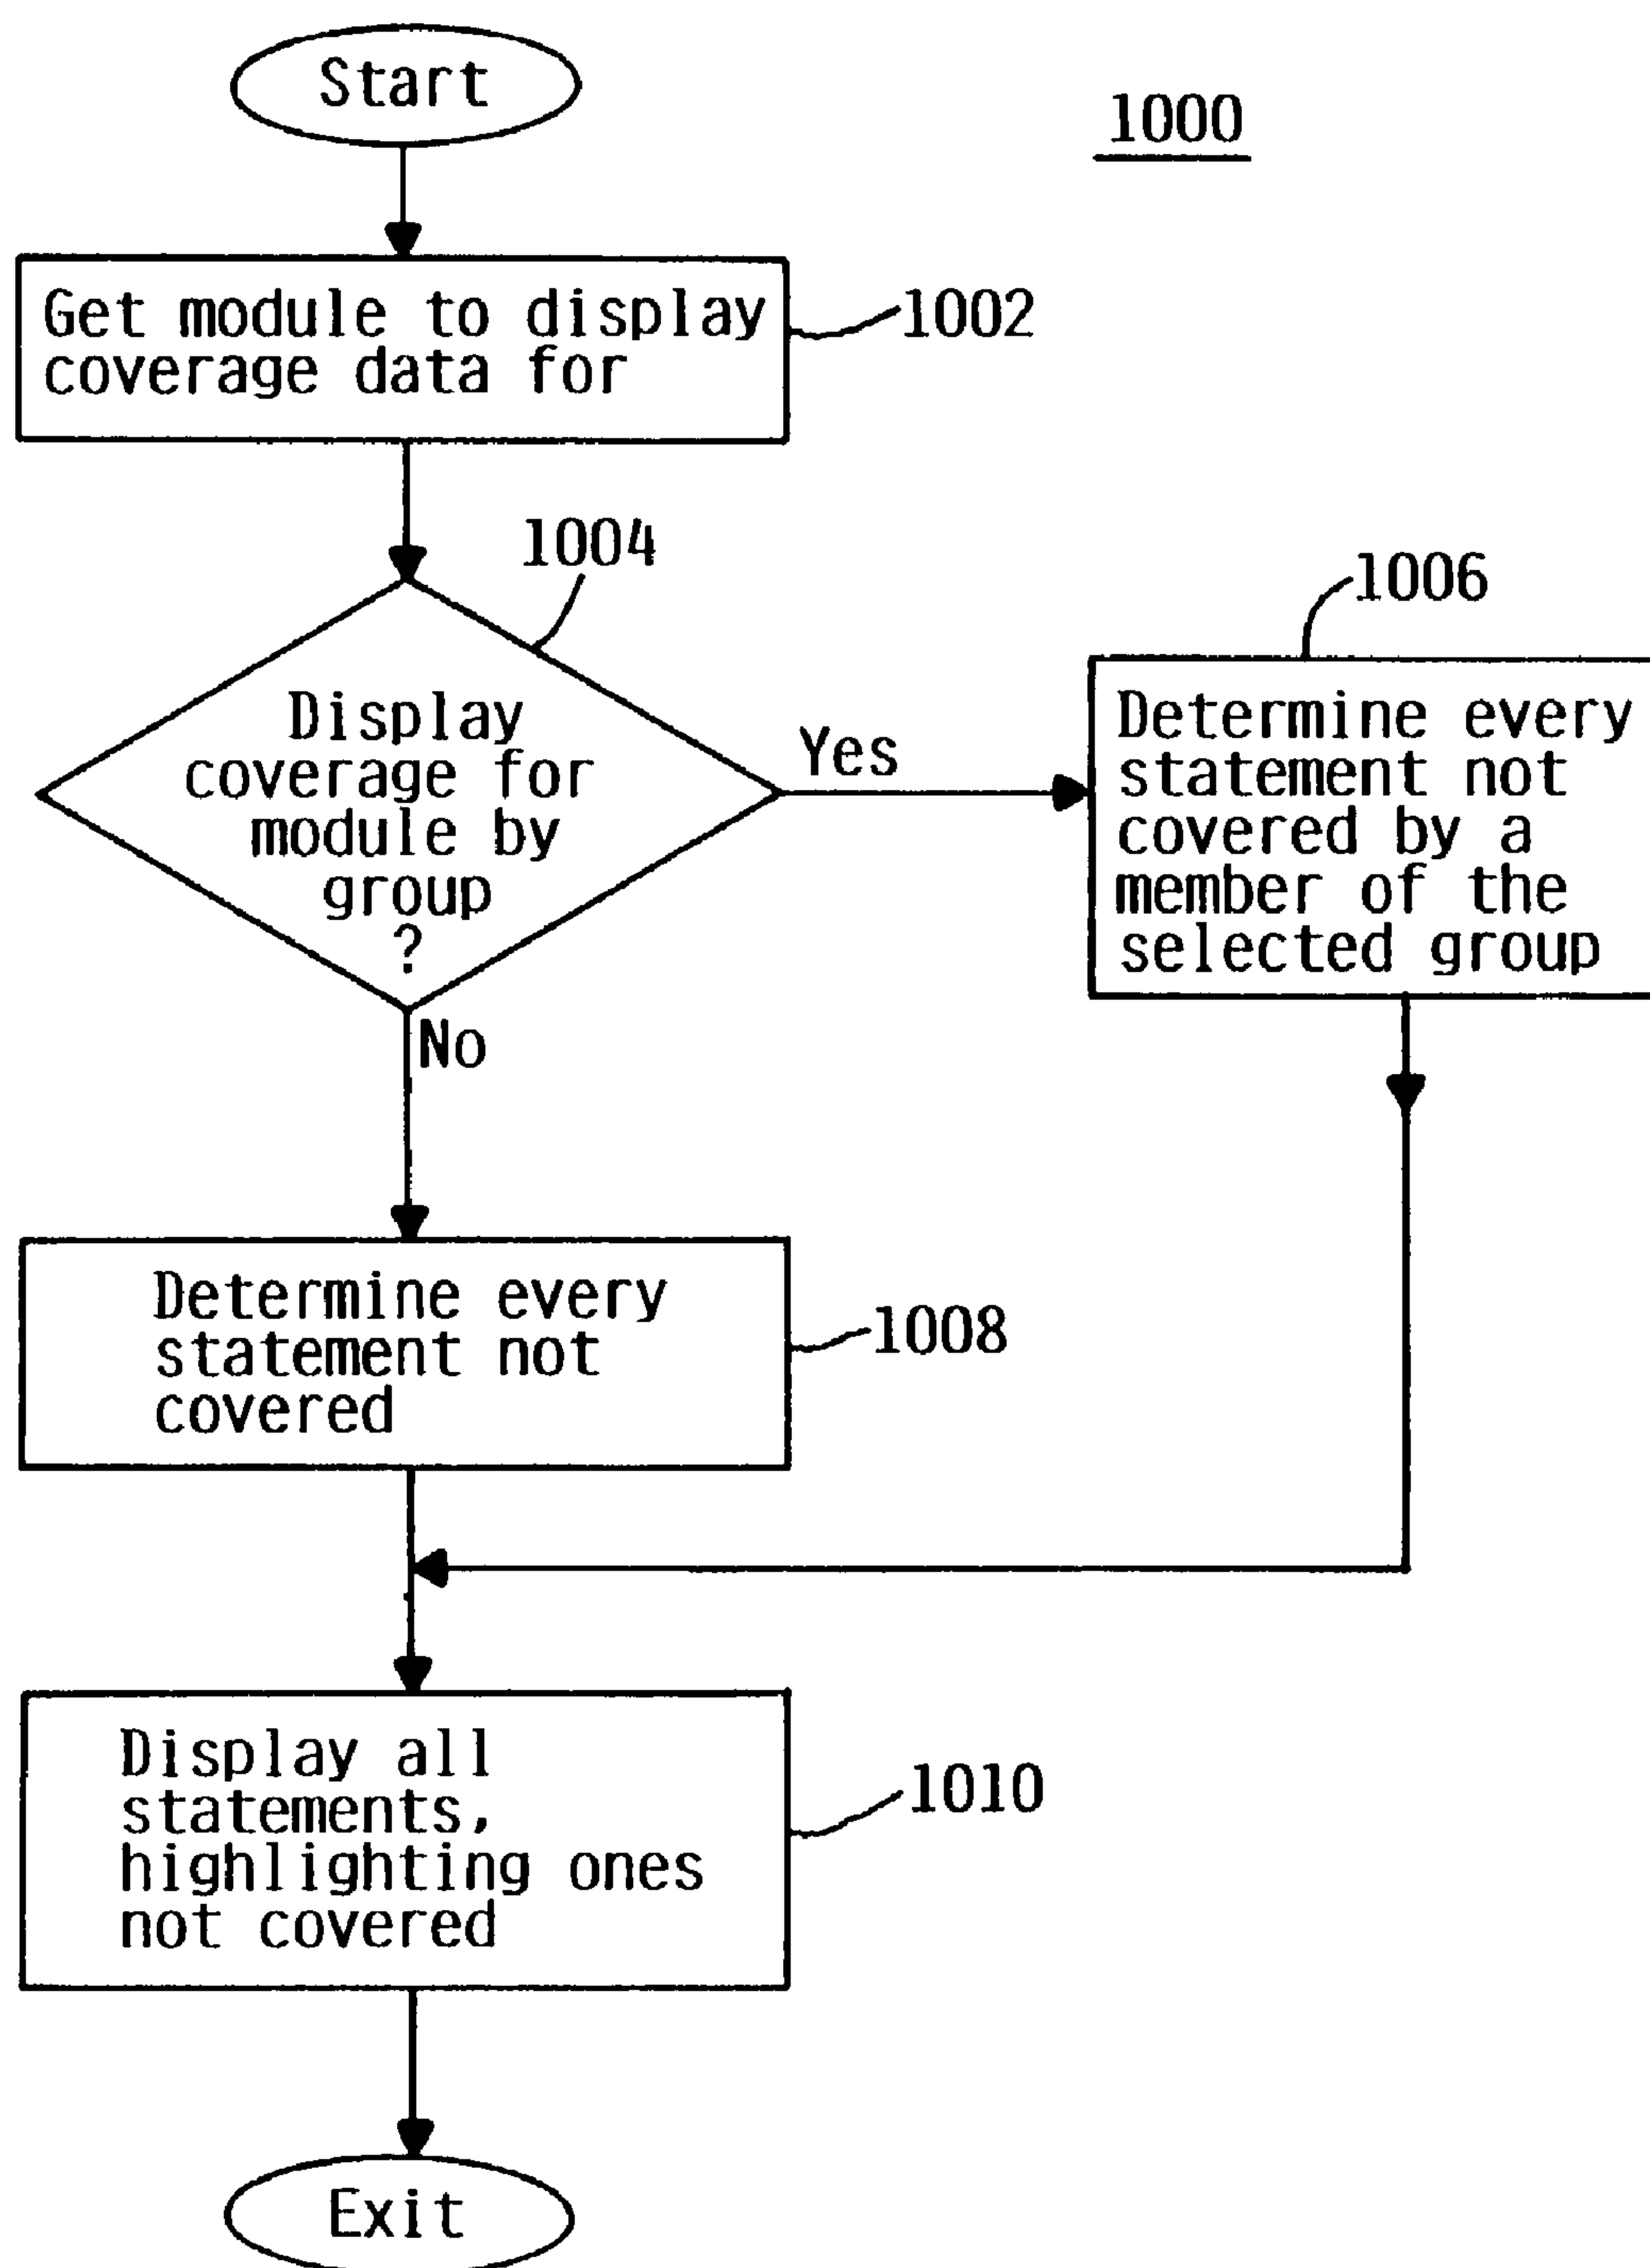 Start
1000
Get module to display
coverage data for
1002
1004
Display
coverage for
module by
group
?
Yes
1006
Determine every
statement not
covered by a
member of the
selected group
No
Determine every
statement not
covered
1008
Display all
statements,
highlighting ones
not covered
1010
Exit